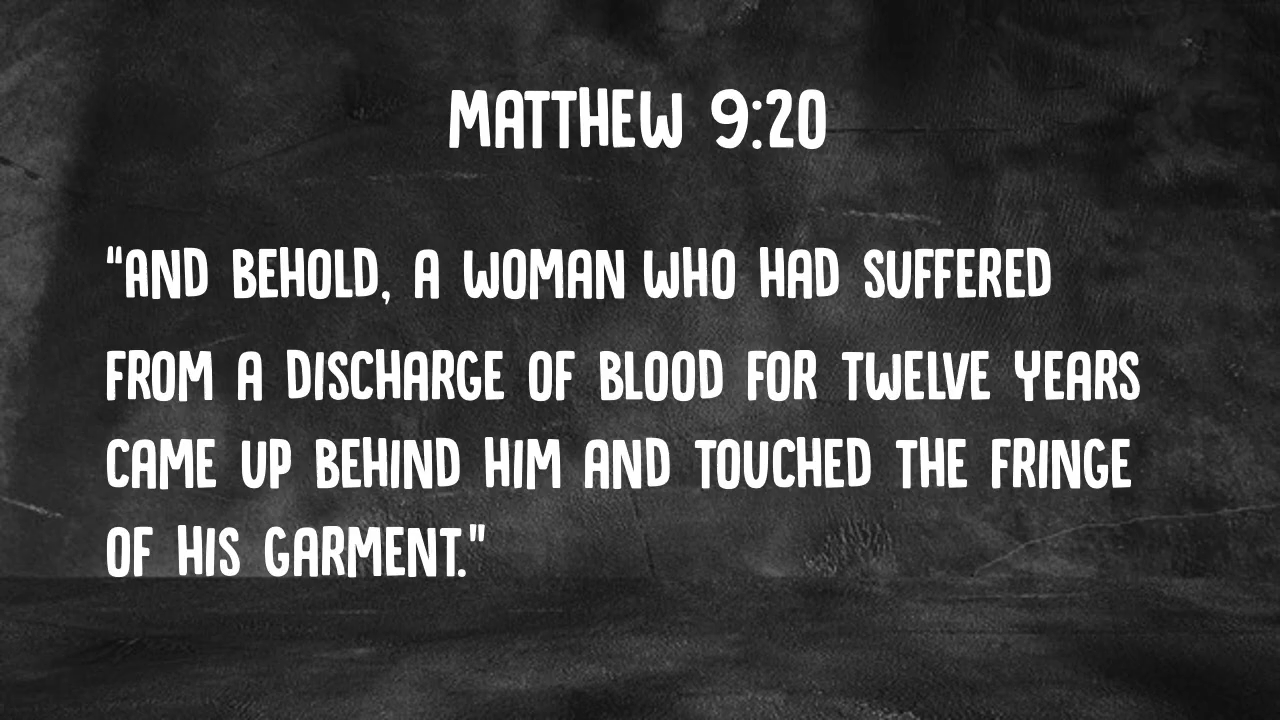 MATTHEW 9:20
"AND BEHOLD, A WOMAN WHO HAD SUFFERED
FROM A DISCHARGE OF BLOOD FOR TWELVE YEARS
CAME UP BEHIND HIM AND TOUCHED THE FRINGE
OF HIS GARMENT."